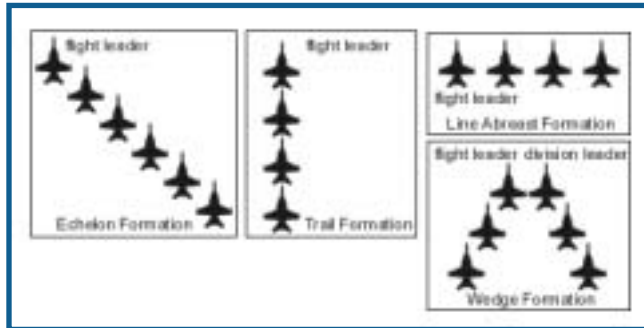 flight leader
Echelon Formation
flight leader
Trail Formation
flight leader
Line Abreast Formation
flight leader division leader
Wedge Formation